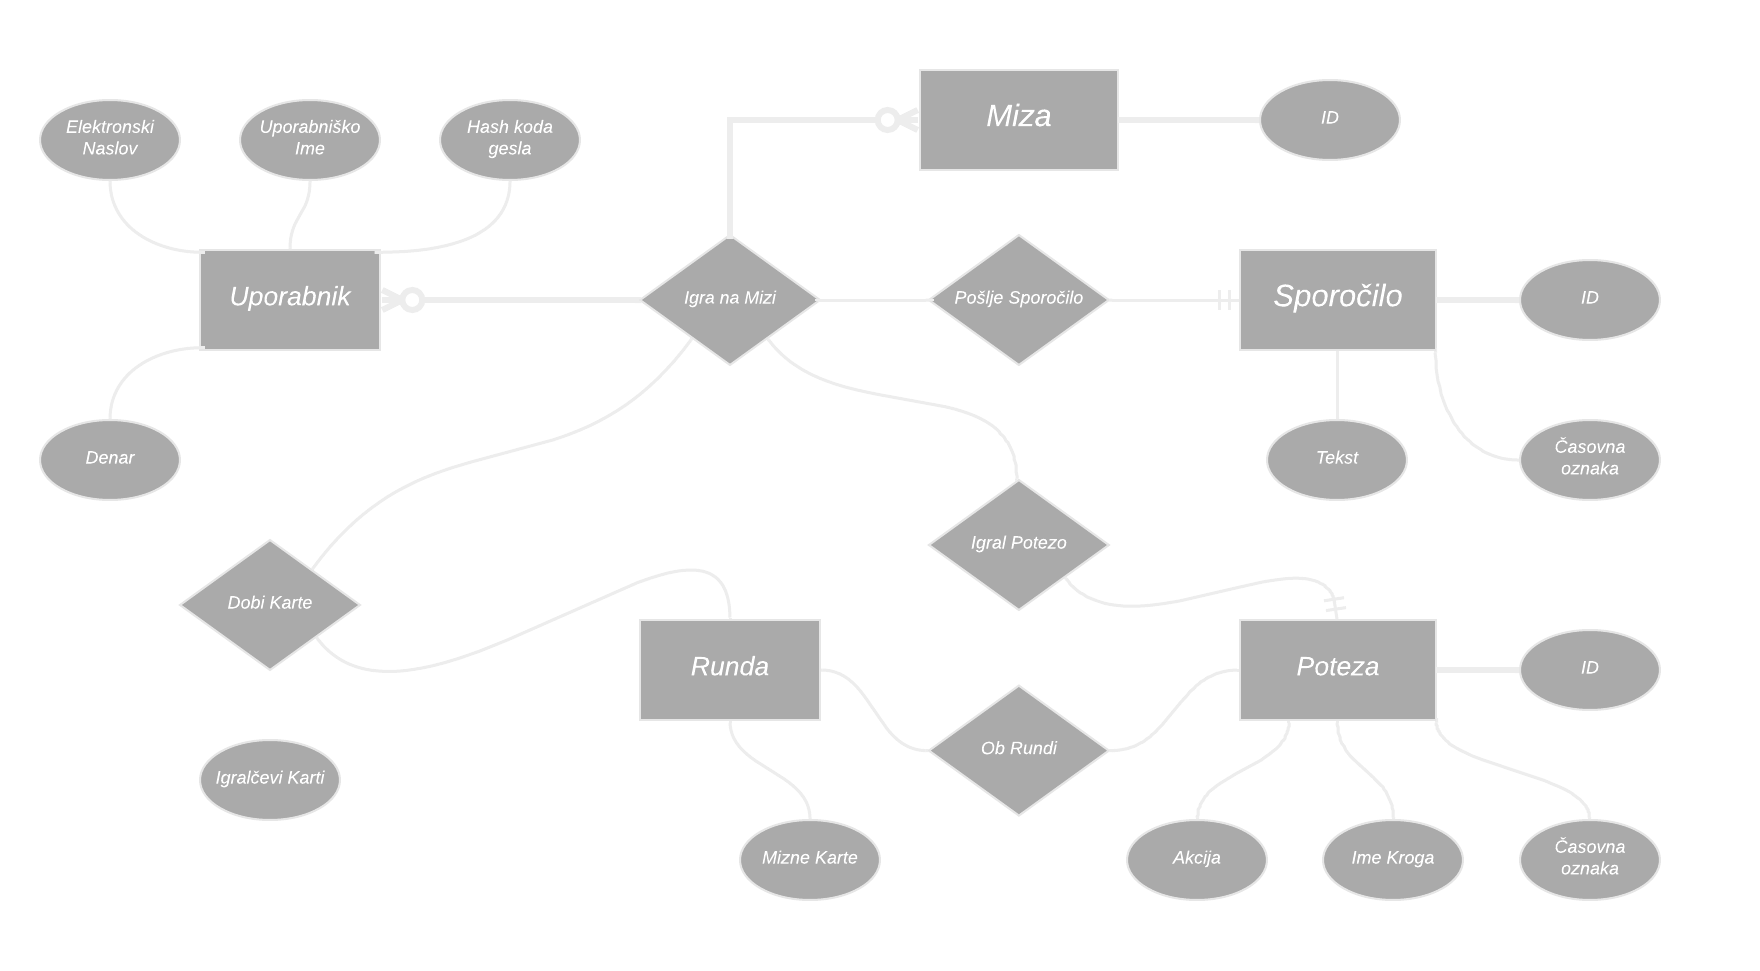 Miza
ID
Elektronski
Naslov
Uporabniško
Ime
Hash koda
gesla
Uporabnik
Igra na Mizi
Pošlje Sporočilo
Sporočilo
ID
Denar
Tekst
Časovna
oznaka
Igral Potezo
Dobi Karte
Runda
Poteza
ID
Ob Rundi
Igralčevi Karti
Mizne Karte
Akcija
Ime Kroga
Časovna
oznaka